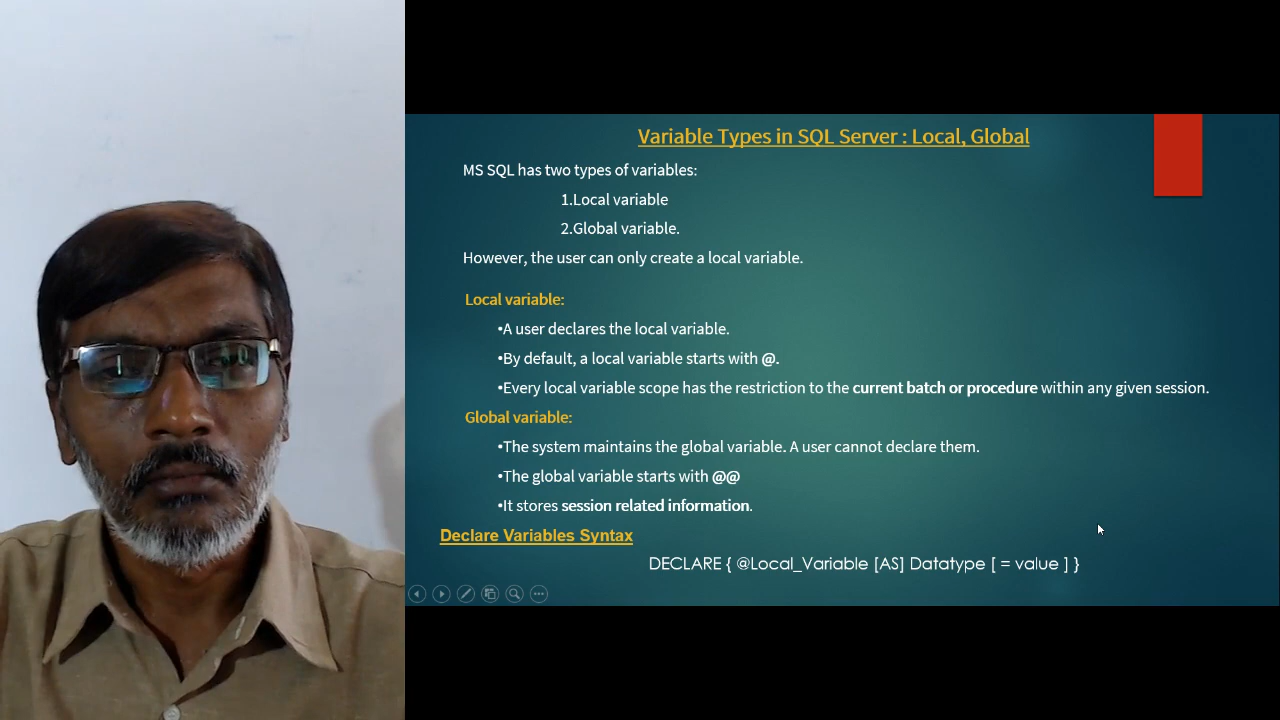 Variable Types in SQL Server : Local, Global
MS SQL has two types of variables:
1.Local variable
2.Global variable.
However, the user can only create a local variable.
Local variable:
•A user declares the local variable.
•By default, a local variable starts with @.
•Every local variable scope has the restriction to the current batch or procedure within any given session.
Global variable:
•The system maintains the global variable. A user cannot declare them.
•The global variable starts with @@
•It stores session related information.
Declare Variables Syntax
DECLARE { @Local_Variable [AS] Datatype [ = value ] }